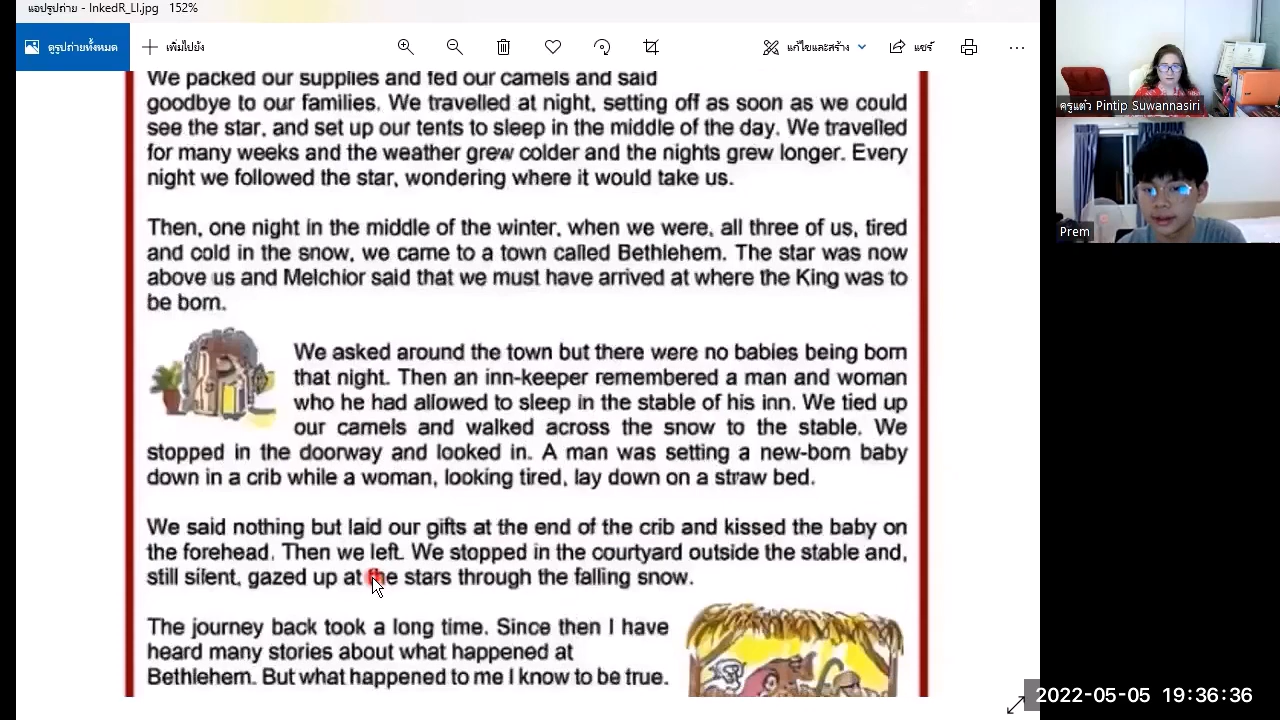 แอปรูปถ่าย - InkedR_LI.jpg 152%
ดูรูปถ่ายทั้งหมด
เพิ่มไปยัง
แก้ไขและสร้าง
แชร์
We packed our supplies and fed our camels and said
goodbye to our families. We travelled at night, setting off as soon as we could
see the star, and set up our tents to sleep in the middle of the day. We travelled
for many weeks and the weather grew colder and the nights grew longer. Every
night we followed the star, wondering where it would take us.
Then, one night in the middle of the winter, when we were, all three of us, tired
and cold in the snow, we came to a town called Bethlehem. The star was now
above us and Melchior said that we must have arrived at where the King was to
be born.
We asked around the town but there were no babies being born
that night. Then an inn-keeper remembered a man and woman
who he had allowed to sleep in the stable of his inn. We tied up
our camels and walked across the snow to the stable. We
stopped in the doorway and looked in. A man was setting a new-born baby
down in a crib while a woman, looking tired, lay down on a straw bed.
We said nothing but laid our gifts at the end of the crib and kissed the baby on
the forehead. Then we left. We stopped in the courtyard outside the stable and,
still silent, gazed up at the stars through the falling snow.
The journey back took a long time. Since then I have
heard many stories about what happened at
Bethlehem. But what happened to me I know to be true.
ครูแต๋ว Pintip Suwannasiri
Prem
2022-05-05 19:36:36